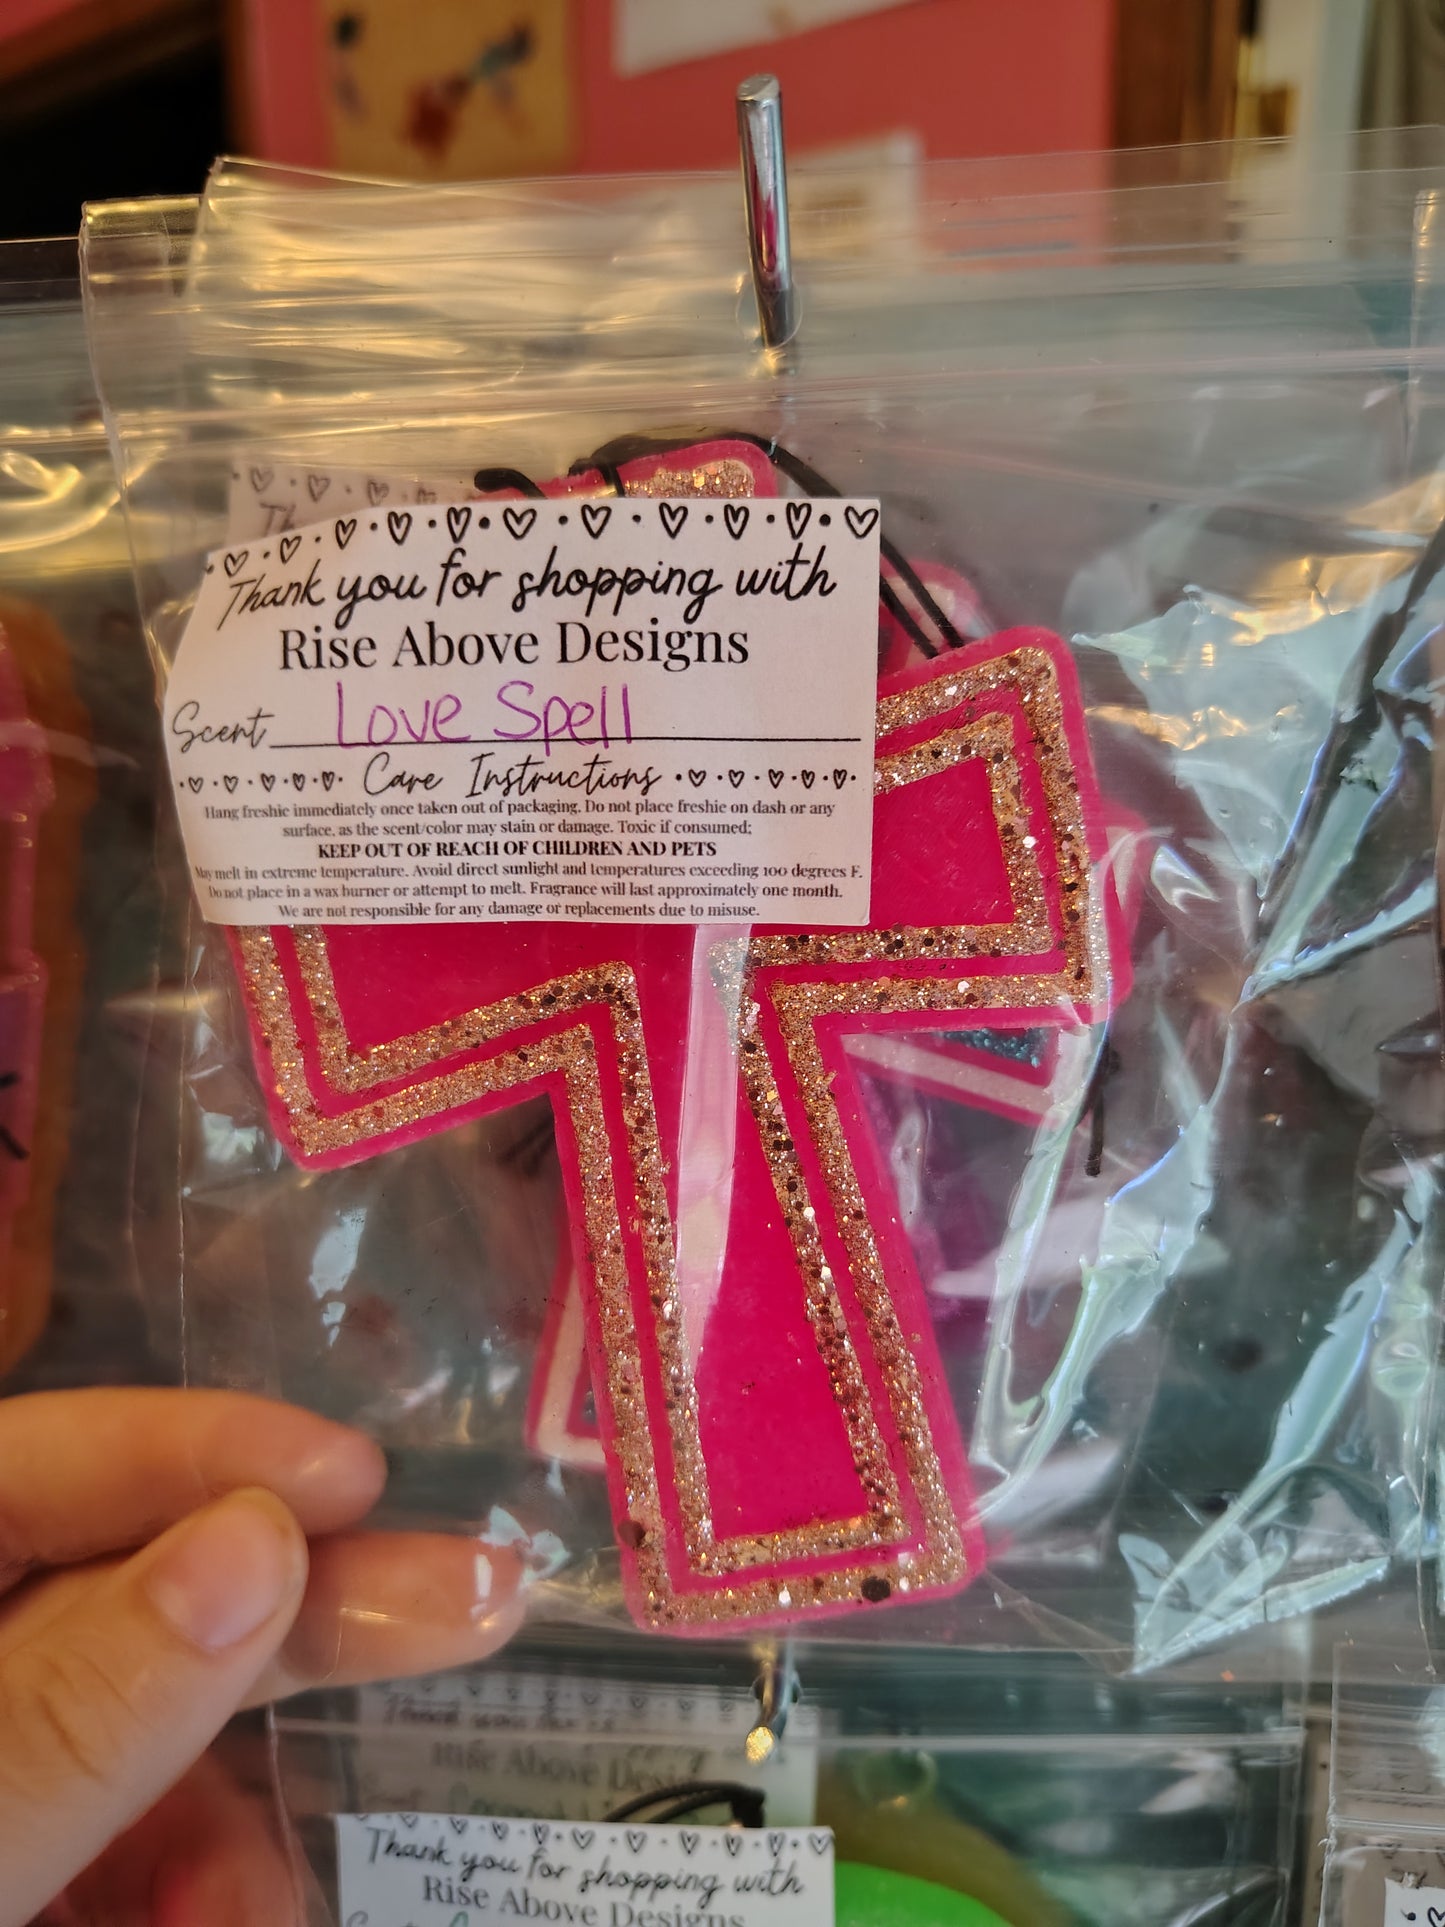 Th
Thank you for shopping with
Rise Above Designs
Scent Love Spell
Care Instructions
Hang freshie immediately once taken out of packaging. Do not place freshie on dash or any
surface, as the scent/color may stain or damage. Toxic if consumed;
KEEP OUT OF REACH OF CHILDREN AND PETS
May melt in extreme temperature. Avoid direct sunlight and temperatures exceeding 100 degrees F.
Do not place in a wax burner or attempt to melt. Fragrance will last approximately one month.
We are not responsible for any damage or replacements due to misuse.
Thank you for
Rise Above Desig
Thank you for shopping with
Rise Above Designs